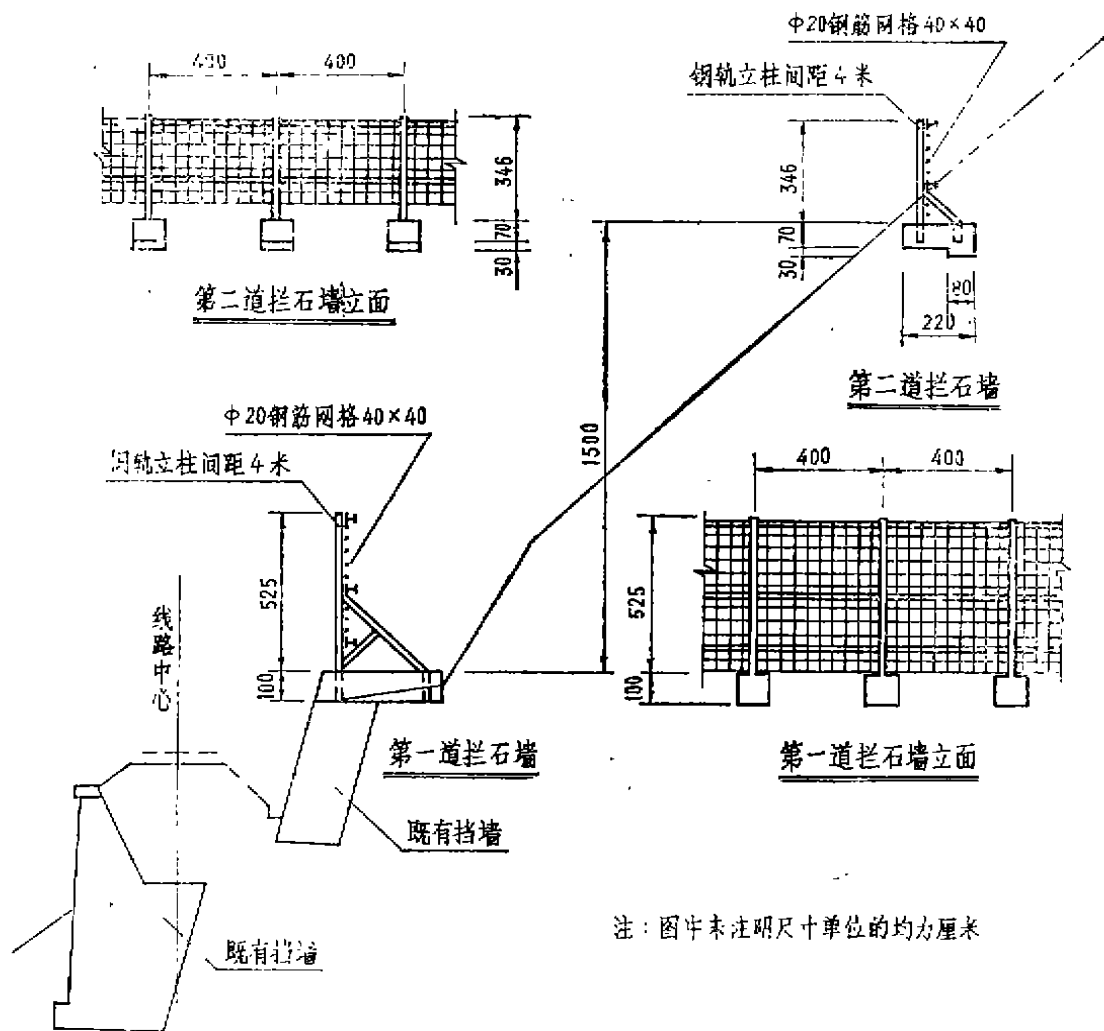 400 400
346
70
30
第二道拦石墙立面
Φ20钢筋网格40×40
钢轨立柱间距4米
346
70
30
80
220
第二道拦石墙
1500
Φ20钢筋网格40×40
钢轨立柱间距4米
525
100
线路中心
第一道拦石墙
既有挡墙
既有挡墙
400 400
525
100
第一道拦石墙立面
注:图中未注明尺寸单位的均为厘米